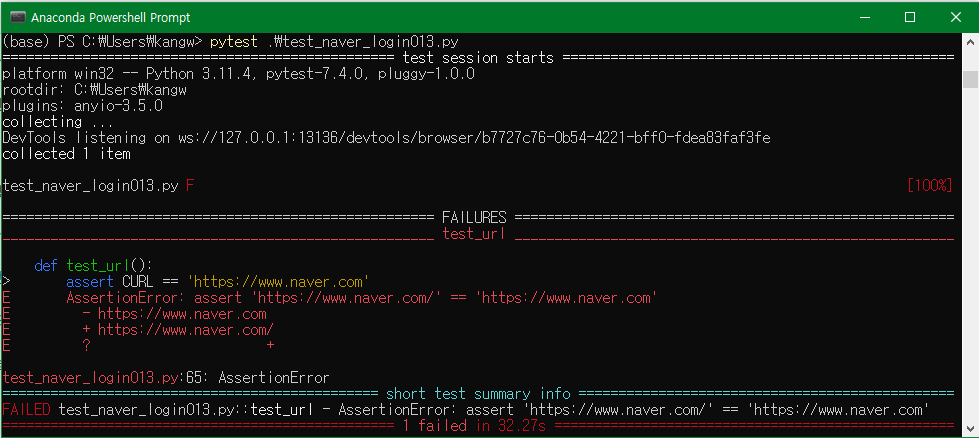 Anaconda Powershell Prompt
(base) PS C:₩Users₩kangw> pytest .₩test_naver_login013.py
================================================= test session starts =================================================
platform win32 -- Python 3.11.4, pytest-7.4.0, pluggy-1.0.0
rootdir: C:₩Users₩kangw
plugins: anyio-3.5.0
collecting ...
DevTools listening on ws://127.0.0.1:13136/devtools/browser/b7727c76-0b54-4221-bff0-fdea83faf3fe
collected 1 item
test_naver_login013.py F [100%]
====================================================== FAILURES =======================================================
______________________________________________________ test_url _______________________________________________________
def test_url():
> assert CURL == 'https://www.naver.com'
E AssertionError: assert 'https://www.naver.com/' == 'https://www.naver.com'
E - https://www.naver.com
E + https://www.naver.com/
E ? +
test_naver_login013.py:65: AssertionError
=============================================== short test summary info ===============================================
FAILED test_naver_login013.py::test_url - AssertionError: assert 'https://www.naver.com/' == 'https://www.naver.com'
================================================= 1 failed in 32.27s ==================================================